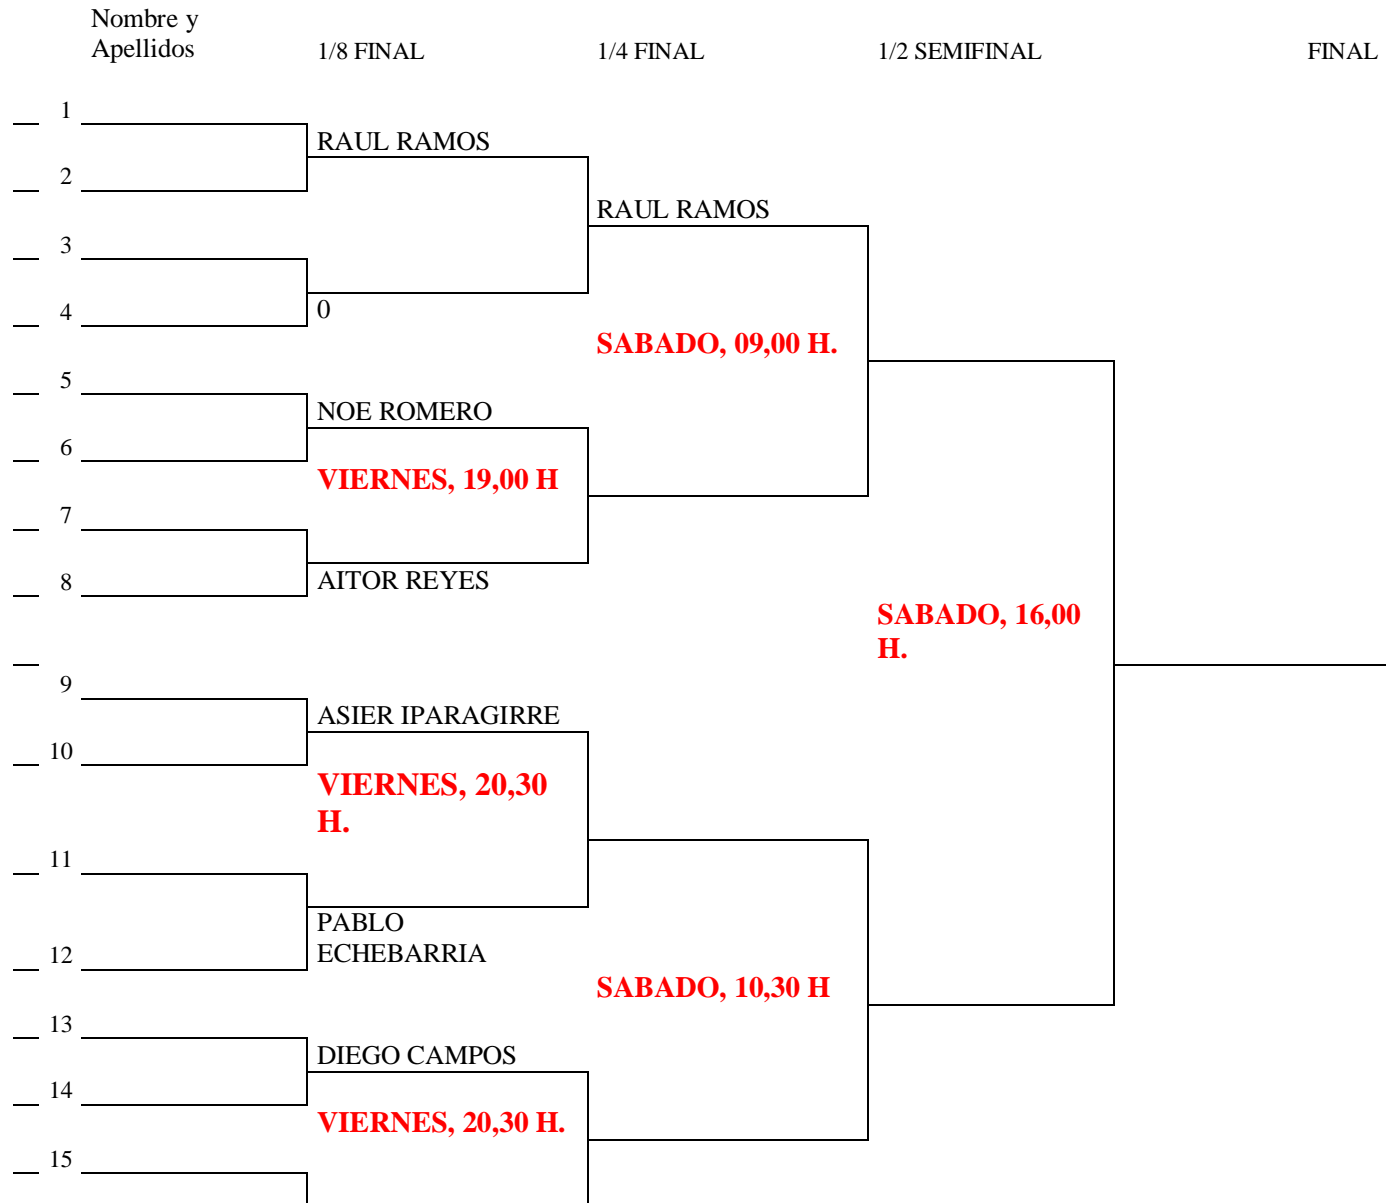 Nombre y
Apellidos
1/8 FINAL
1/4 FINAL
1/2 SEMIFINAL
FINAL
1
RAUL RAMOS
2
RAUL RAMOS
3
4
0
SABADO, 09,00 H.
5
NOE ROMERO
6
VIERNES, 19,00 H
7
8
AITOR REYES
SABADO, 16,00
H.
9
ASIER IPARAGIRRE
10
VIERNES, 20,30
H.
11
PABLO
ECHEBARRIA
12
SABADO, 10,30 H
13
DIEGO CAMPOS
14
VIERNES, 20,30 H.
15